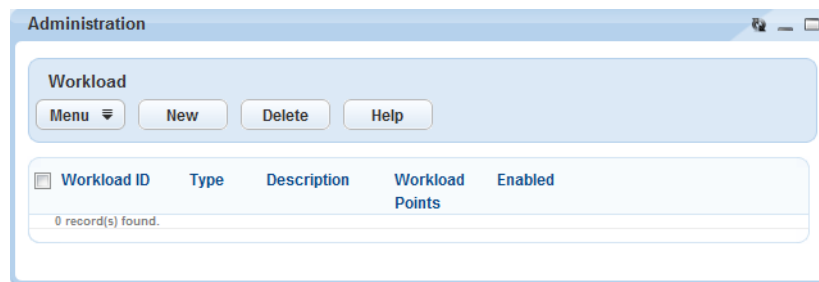 Administration
Workload
Menu New Delete Help
Workload ID Type Description Workload Points Enabled
0 record(s) found.